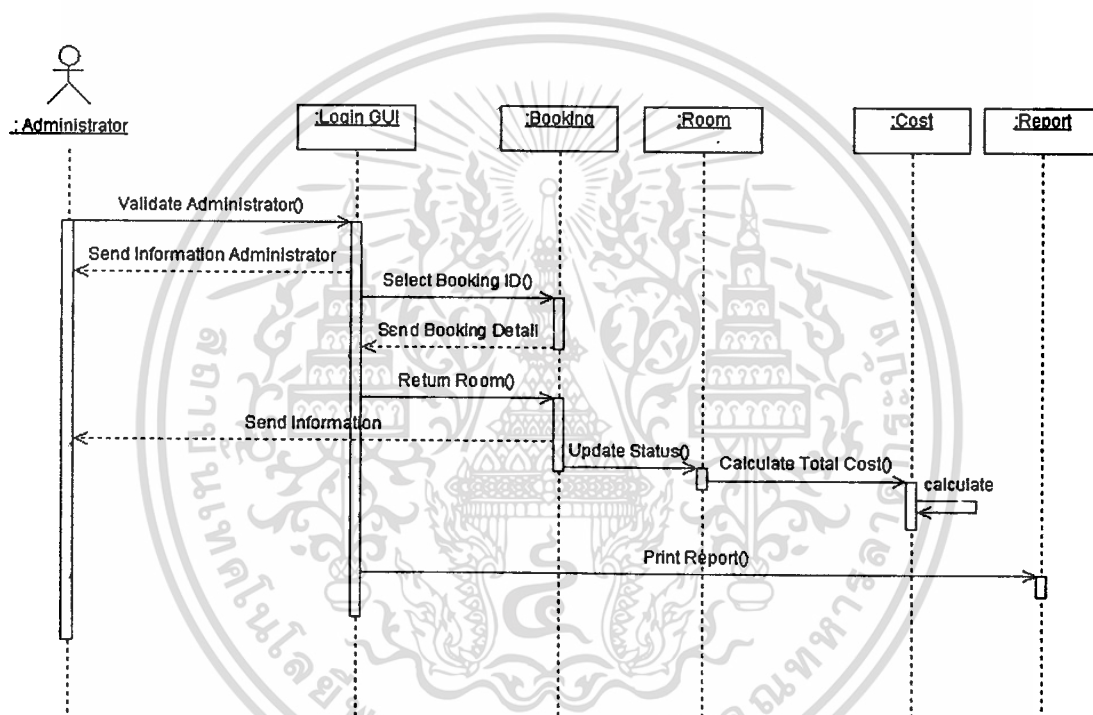 : Administrator
:Login GUI
:Booking
:Room
:Cost
:Report
Validate Administrator()
Send Information Administrator
Select Booking ID()
Send Booking Detail
Return Room()
Send Information
Update Status()
Calculate Total Cost()
calculate
Print Report()